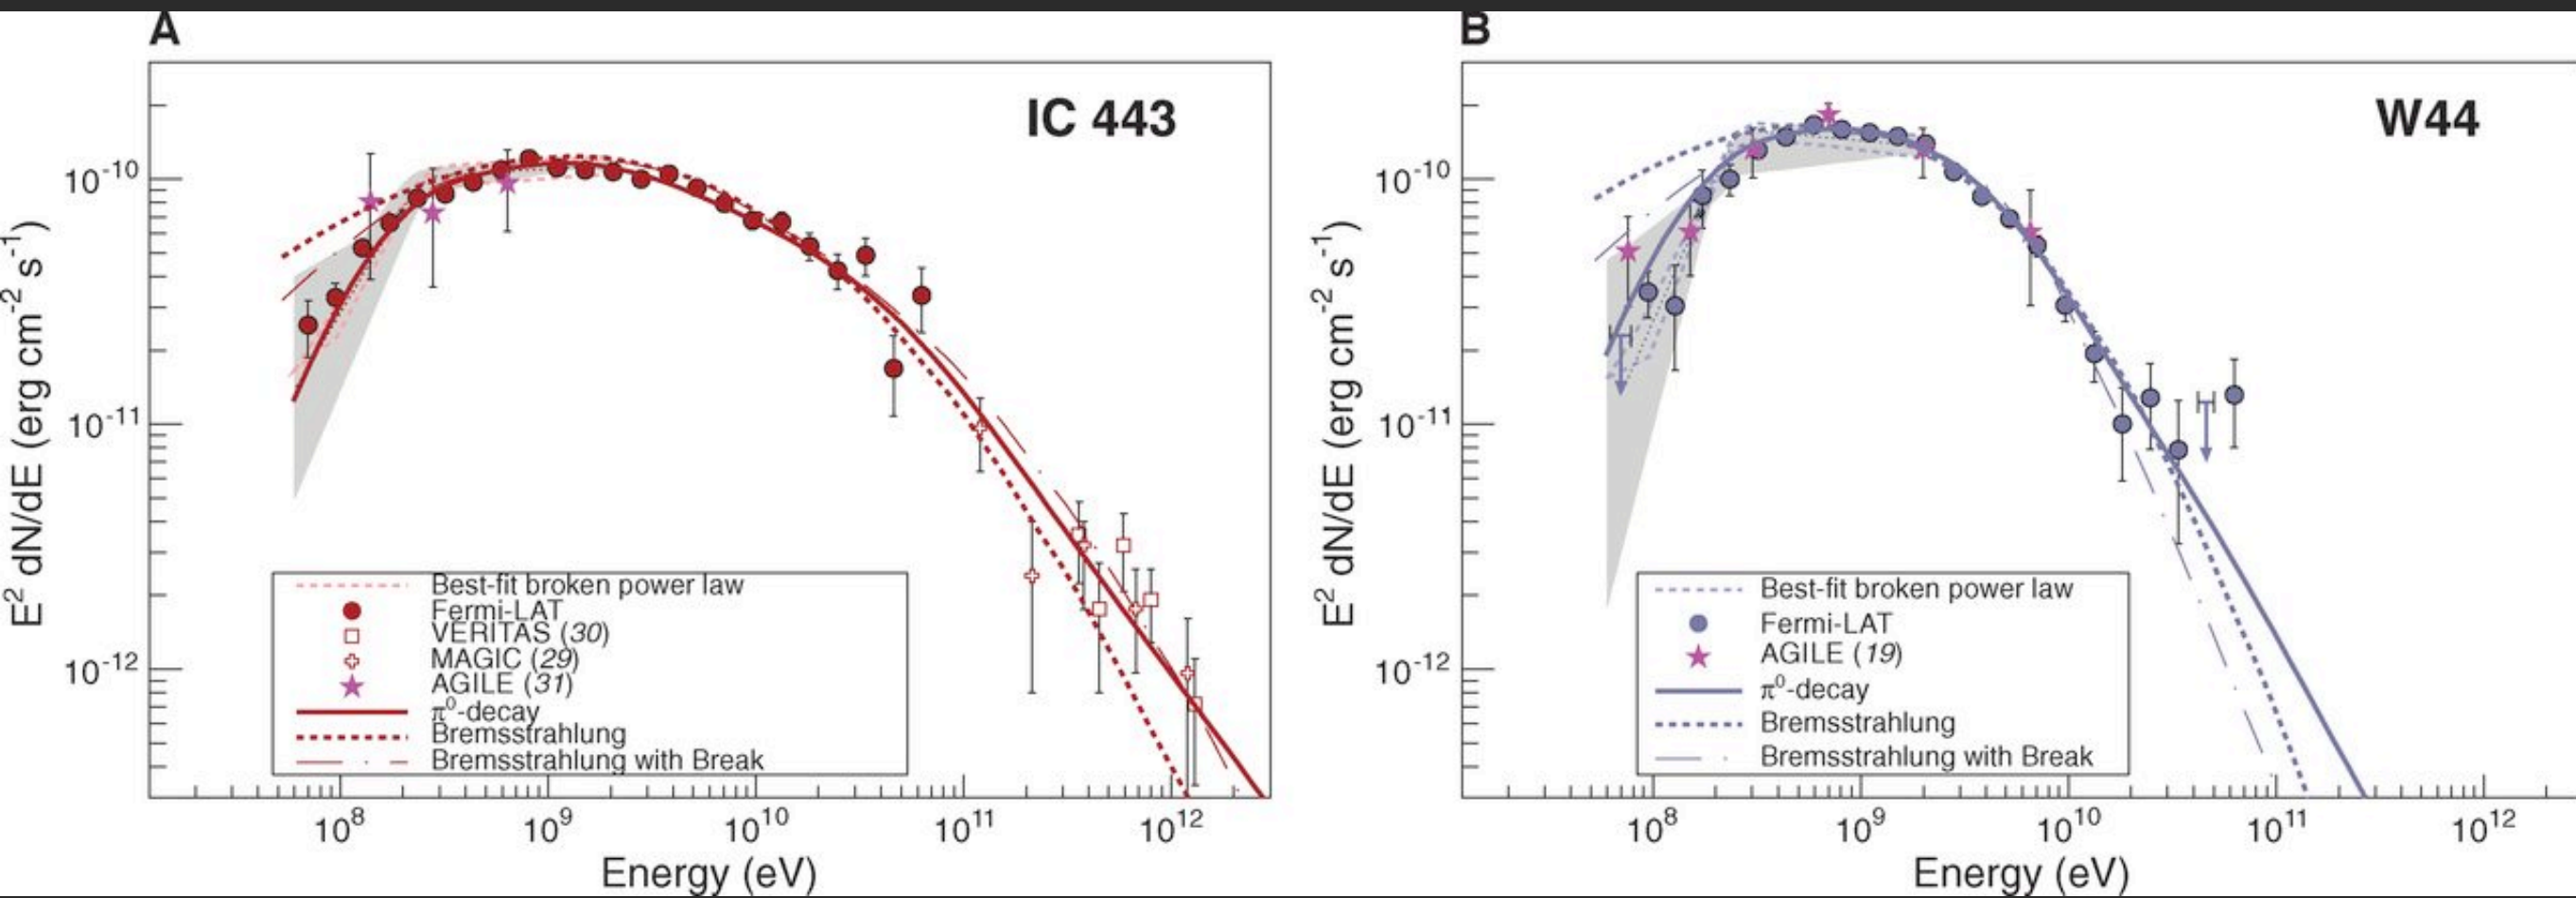 A
IC 443
E² dN/dE (erg cm⁻² s⁻¹)
10⁻¹⁰
10⁻¹¹
10⁻¹²
Best-fit broken power law
Fermi-LAT
VERITAS (30)
MAGIC (29)
AGILE (31)
π⁰-decay
Bremsstrahlung
Bremsstrahlung with Break
10⁸ 10⁹ 10¹⁰ 10¹¹ 10¹²
Energy (eV)
B
W44
E² dN/dE (erg cm⁻² s⁻¹)
10⁻¹⁰
10⁻¹¹
10⁻¹²
Best-fit broken power law
Fermi-LAT
AGILE (19)
π⁰-decay
Bremsstrahlung
Bremsstrahlung with Break
10⁸ 10⁹ 10¹⁰ 10¹¹ 10¹²
Energy (eV)